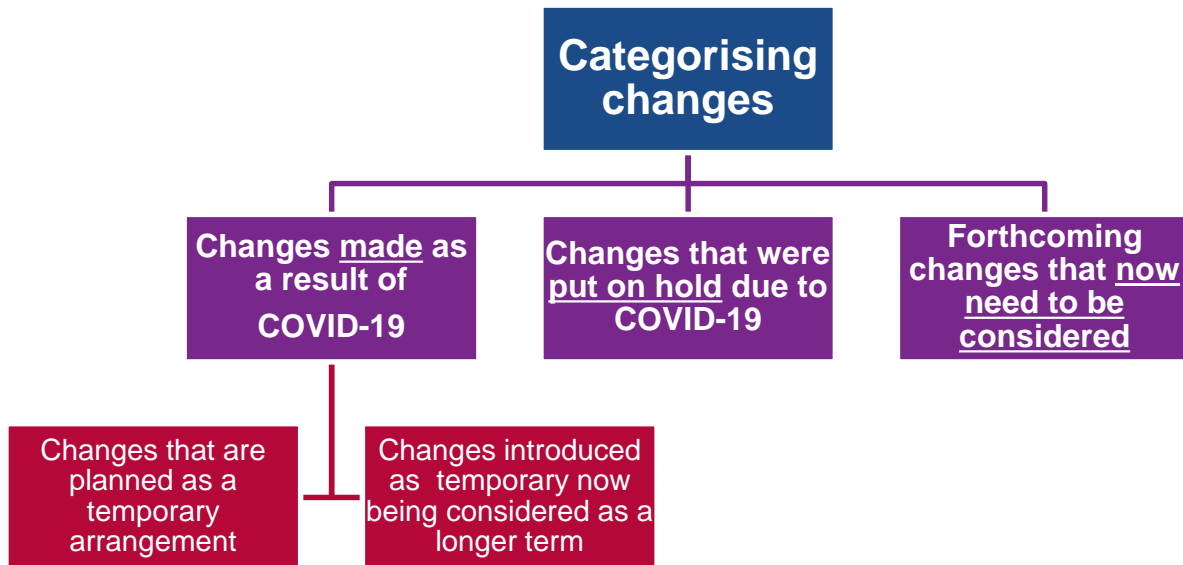 Categorising
changes
Changes made as
a result of
COVID-19
Changes that were
put on hold due to
COVID-19
Forthcoming
changes that now
need to be
considered
Changes that are
planned as a
temporary
arrangement
Changes introduced
as  temporary now
being considered as a
longer term